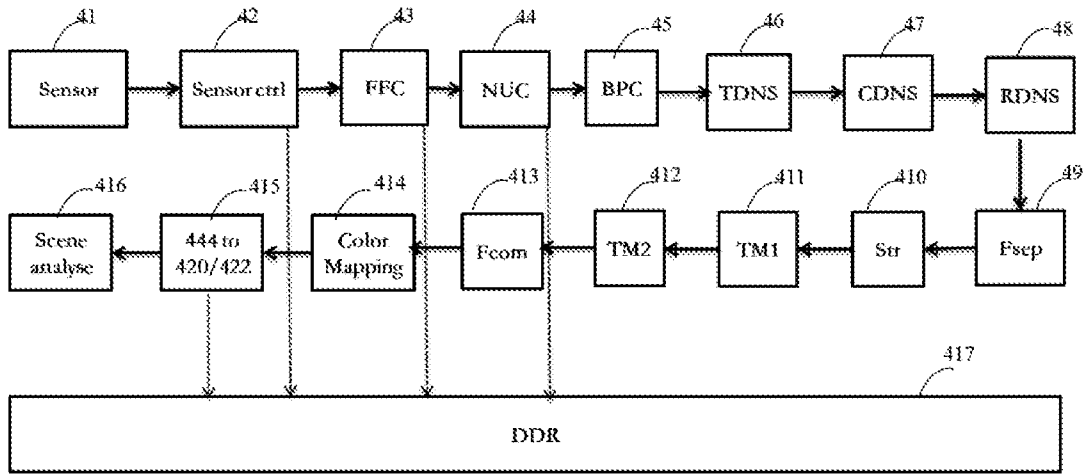 41 42 43 44 45 46 47 48
Sensor Sensor ctrl FFC NUC BPC TDNS CDNS RDNS
416 415 414 413 412 411 410 49
Scene analyse 444 to 420/422 Color Mapping Fcom TM2 TM1 Str Fsep
417
DDR